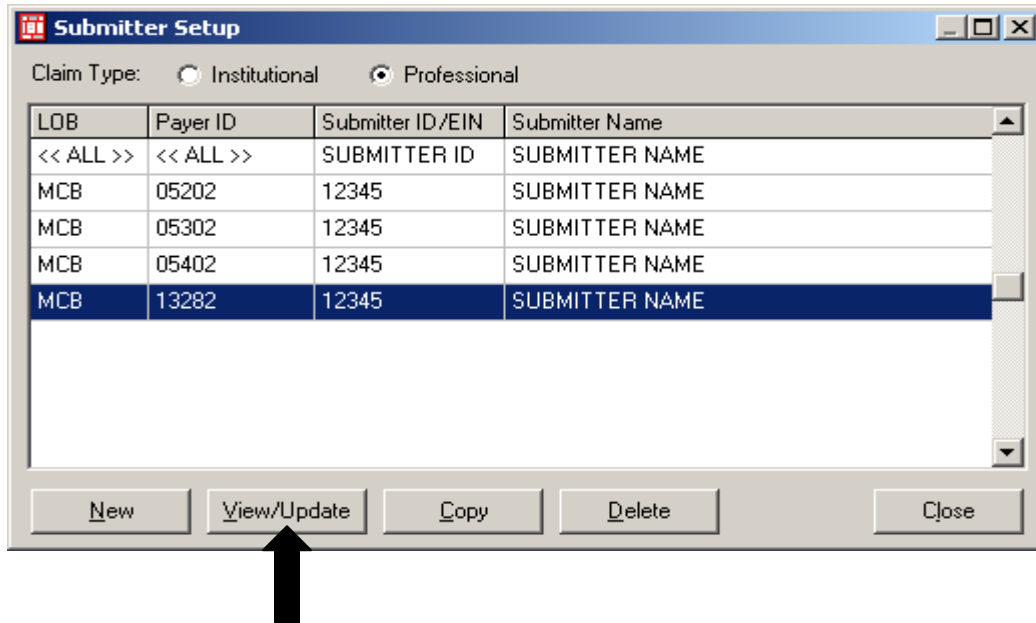 Submitter Setup
Claim Type: Institutional Professional
LOB Payer ID Submitter ID/EIN Submitter Name
<< ALL >> << ALL >> SUBMITTER ID SUBMITTER NAME
MCB 05202 12345 SUBMITTER NAME
MCB 05302 12345 SUBMITTER NAME
MCB 05402 12345 SUBMITTER NAME
MCB 13282 12345 SUBMITTER NAME
New View/Update Copy Delete Close